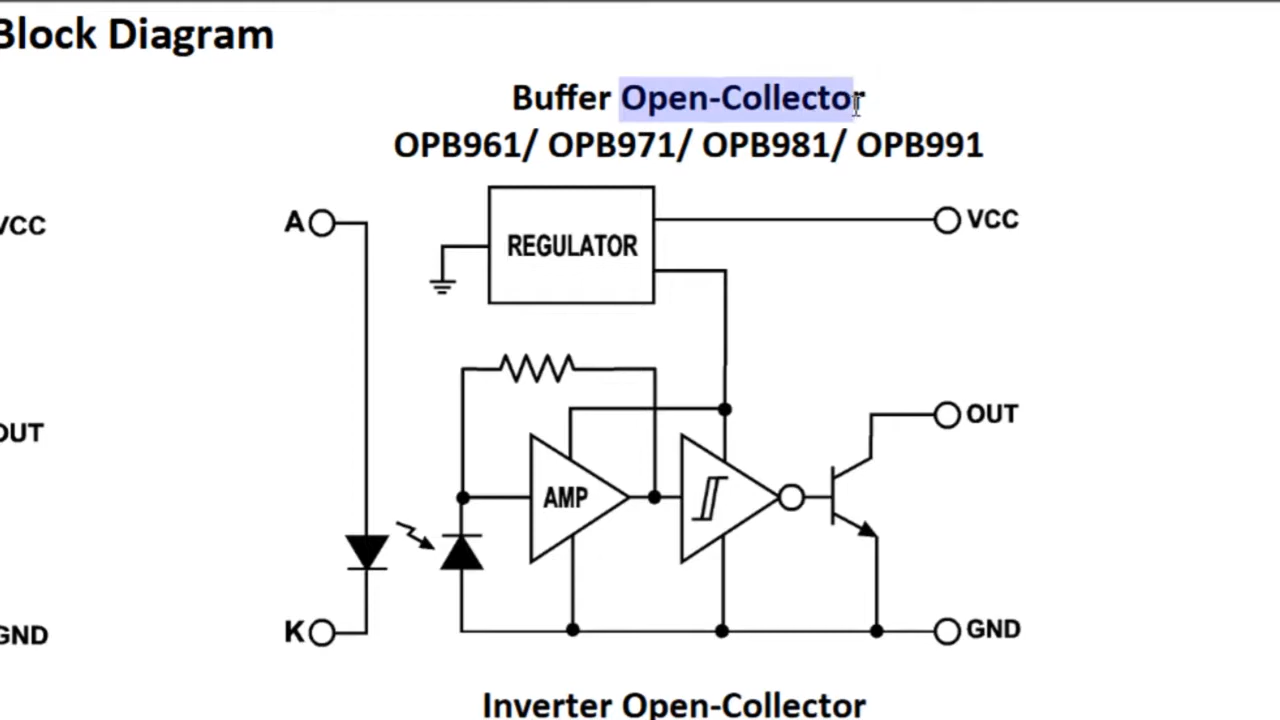 Block Diagram
Buffer Open-Collector
OPB961/ OPB971/ OPB981/ OPB991
VCC
A
REGULATOR
VCC
OUT
OUT
AMP
GND
K
GND
Inverter Open-Collector